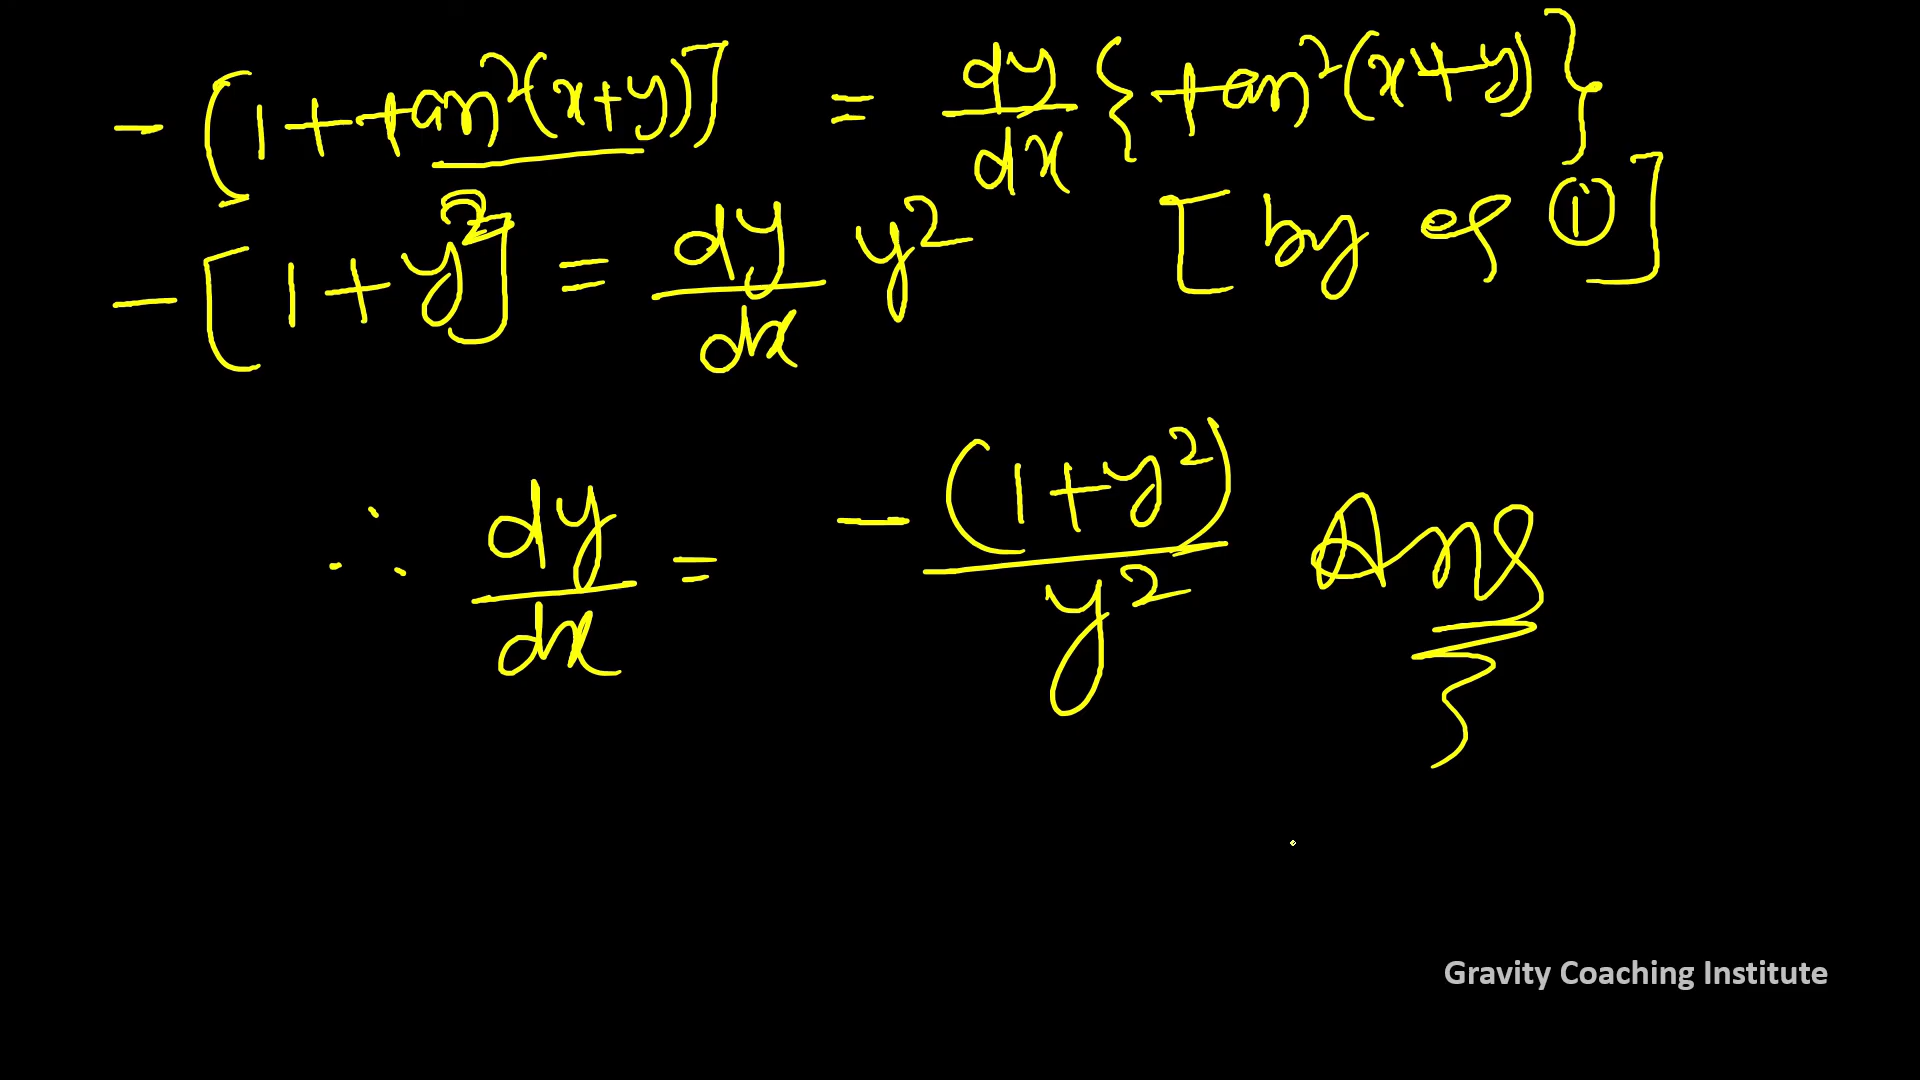 - [1 + tan²(x+y)] = dy/dx {tan²(x+y)}
- [1 + y²] = dy/dx y² [by eq ①]
∴ dy/dx = -(1+y²)/y² Ans
Gravity Coaching Institute